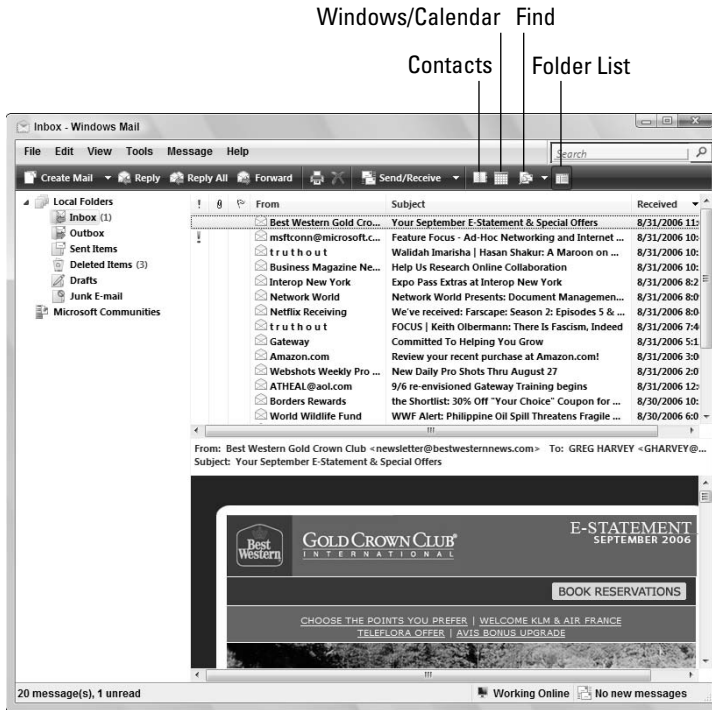 Windows/Calendar Find
Contacts Folder List
Inbox - Windows Mail
File Edit View Tools Message Help
Search
Create Mail Reply Reply All Forward Send/Receive
Local Folders
Inbox (1)
Outbox
Sent Items
Deleted Items (3)
Drafts
Junk E-mail
Microsoft Communities
! From Subject Received
Best Western Gold Cro... Your September E-Statement & Special Offers 8/31/2006 11:
! msftconn@microsoft.c... Feature Focus - Ad-Hoc Networking and Internet ... 8/31/2006 10:
t r u t h o u t Walidah Imarisha | Hasan Shakur: A Maroon on ... 8/31/2006 10:
Business Magazine Ne... Help Us Research Online Collaboration 8/31/2006 10:
Interop New York Expo Pass Extras at Interop New York 8/31/2006 8:2
Network World Network World Presents: Document Managemen... 8/31/2006 8:0
Netflix Receiving We've received: Farscape: Season 2: Episodes 5 & ... 8/31/2006 8:0
t r u t h o u t FOCUS | Keith Olbermann: There Is Fascism, Indeed 8/31/2006 7:4
Gateway Committed To Helping You Grow 8/31/2006 5:1
Amazon.com Review your recent purchase at Amazon.com! 8/31/2006 3:0
Webshots Weekly Pro ... New Daily Pro Shots Thru August 27 8/31/2006 2:0
ATHEAL@aol.com 9/6 re-envisioned Gateway Training begins 8/31/2006 12:
Borders Rewards the Shortlist: 30% Off "Your Choice" Coupon for ... 8/30/2006 10:
World Wildlife Fund WWF Alert: Philippine Oil Spill Threatens Fragile ... 8/30/2006 6:0
From: Best Western Gold Crown Club <newsletter@bestwesternnews.com> To: GREG HARVEY <GHARVEY@...
Subject: Your September E-Statement & Special Offers
Best Western
GOLD CROWN CLUB®
INTERNATIONAL
E-STATEMENT
SEPTEMBER 2006
BOOK RESERVATIONS
CHOOSE THE POINTS YOU PREFER | WELCOME KLM & AIR FRANCE
TELEFLORA OFFER | AVIS BONUS UPGRADE
20 message(s), 1 unread Working Online No new messages